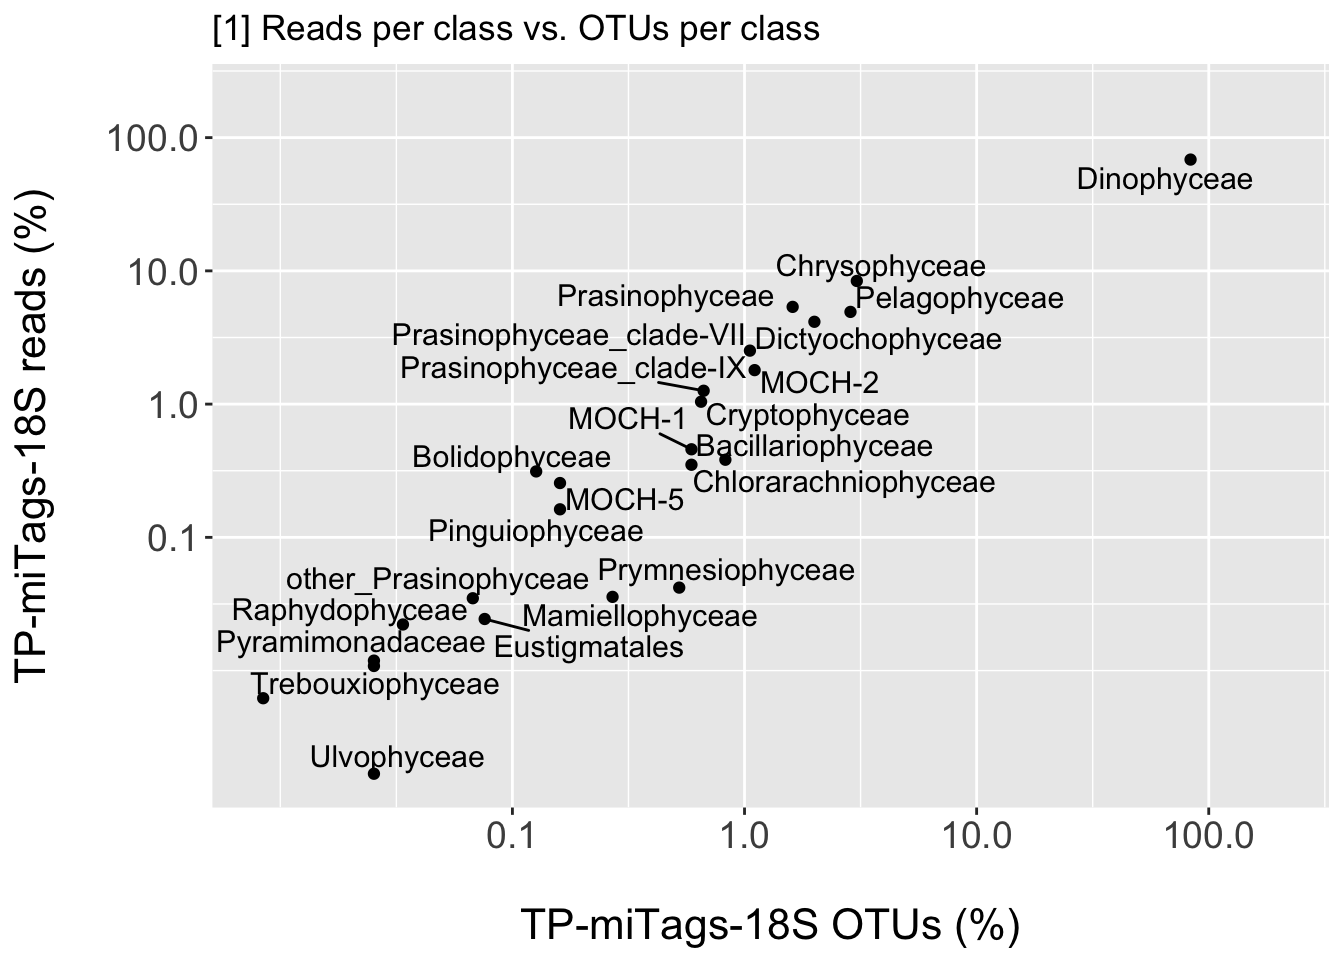 [1] Reads per class vs. OTUs per class
TP-miTags-18S reads (%)
100.0
10.0
1.0
0.1
Dinophyceae
Chrysophyceae
Prasinophyceae
Pelagophyceae
Prasinophyceae_clade-VII
Dictyochophyceae
Prasinophyceae_clade-IX
MOCH-2
MOCH-1
Cryptophyceae
Bolidophyceae
Bacillariophyceae
Chlorarachniophyceae
MOCH-5
Pinguiophyceae
Prymnesiophyceae
other_Prasinophyceae
Raphydophyceae
Mamiellophyceae
Pyramimonadaceae
Eustigmatales
Trebouxiophyceae
Ulvophyceae
0.1
1.0
10.0
100.0
TP-miTags-18S OTUs (%)